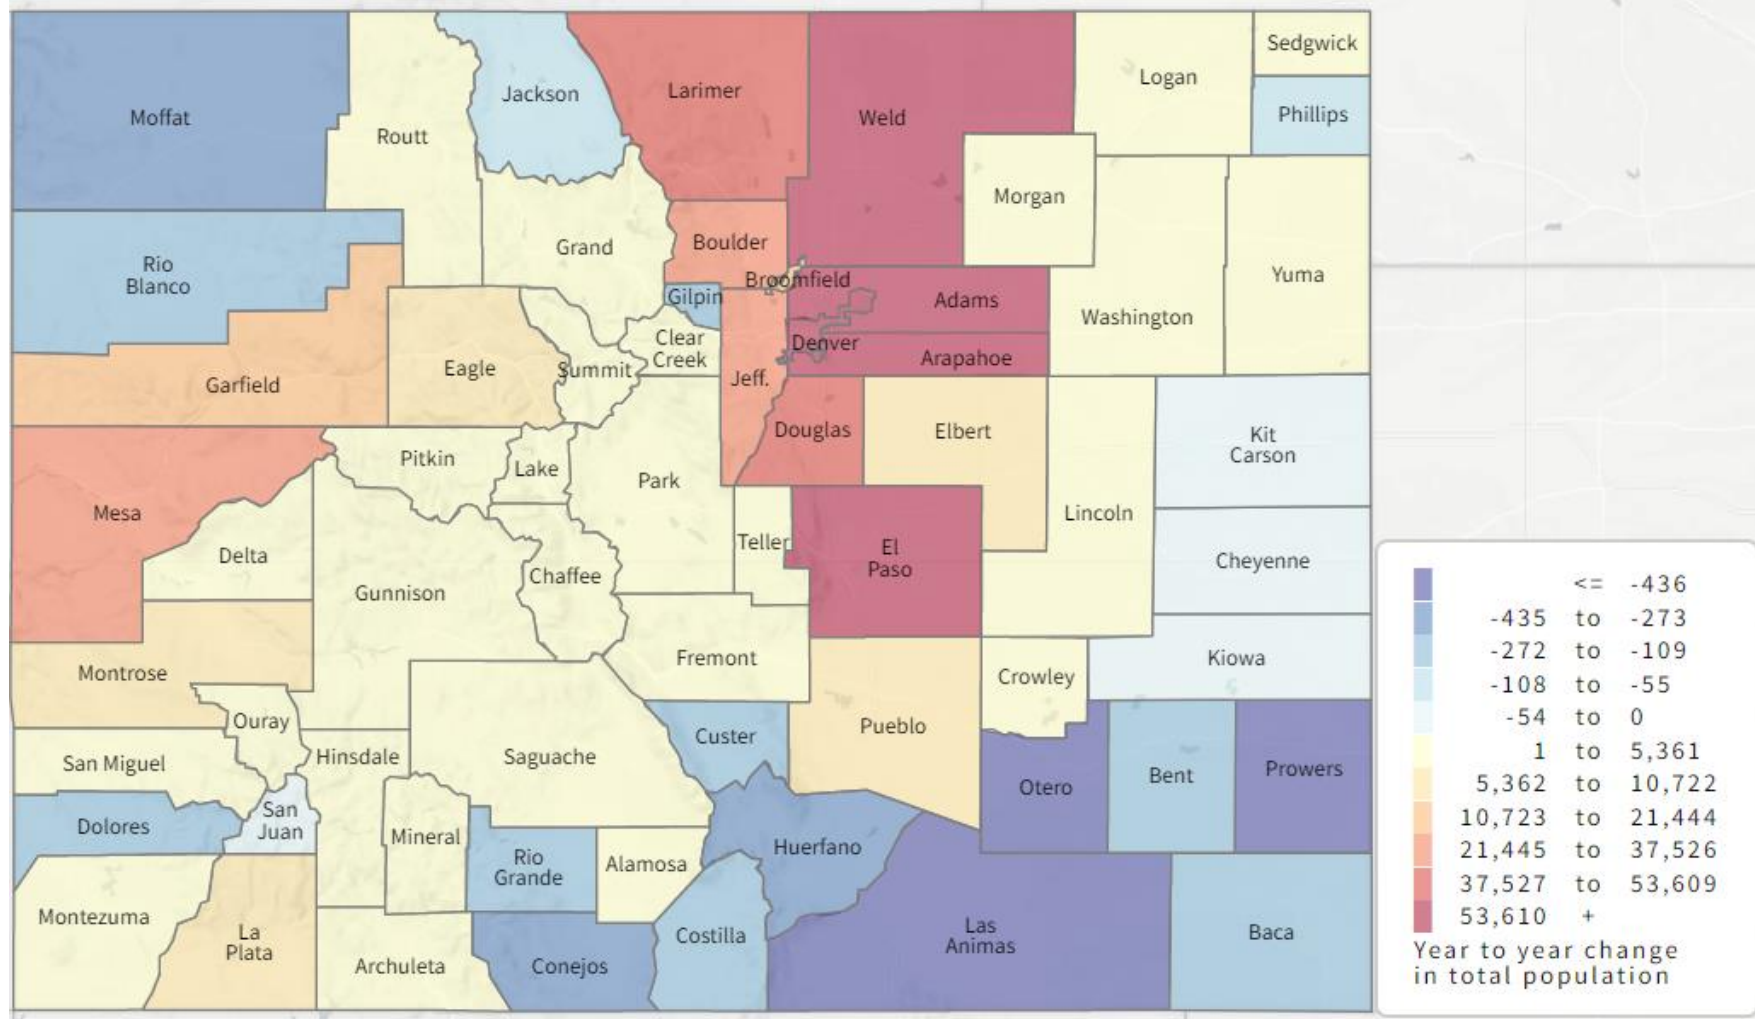 Sedgwick
Logan
Moffat
Jackson
Larimer
Weld
Phillips
Routt
Morgan
Grand
Boulder
Rio
Blanco
Yuma
Broomfield
Gilpin
Adams
Washington
Clear
Creek
Denver
Arapahoe
Eagle
Summit
Garfield
Jeff.
Douglas
Elbert
Kit
Carson
Pitkin
Lake
Park
Mesa
Lincoln
Delta
Teller
El
Paso
Cheyenne
Chaffee
Gunnison
Fremont
Kiowa
Montrose
Crowley
Ouray
Pueblo
Custer
San Miguel
Hinsdale
Saguache
Prowers
Bent
Otero
San
Juan
Dolores
Mineral
Huerfano
Rio
Grande
Alamosa
Montezuma
La
Plata
Las
Animas
Costilla
Baca
Archuleta
Conejos
<= -436
-435 to -273
-272 to -109
-108 to -55
-54 to 0
1 to 5,361
5,362 to 10,722
10,723 to 21,444
21,445 to 37,526
37,527 to 53,609
53,610 +
Year to year change
in total population